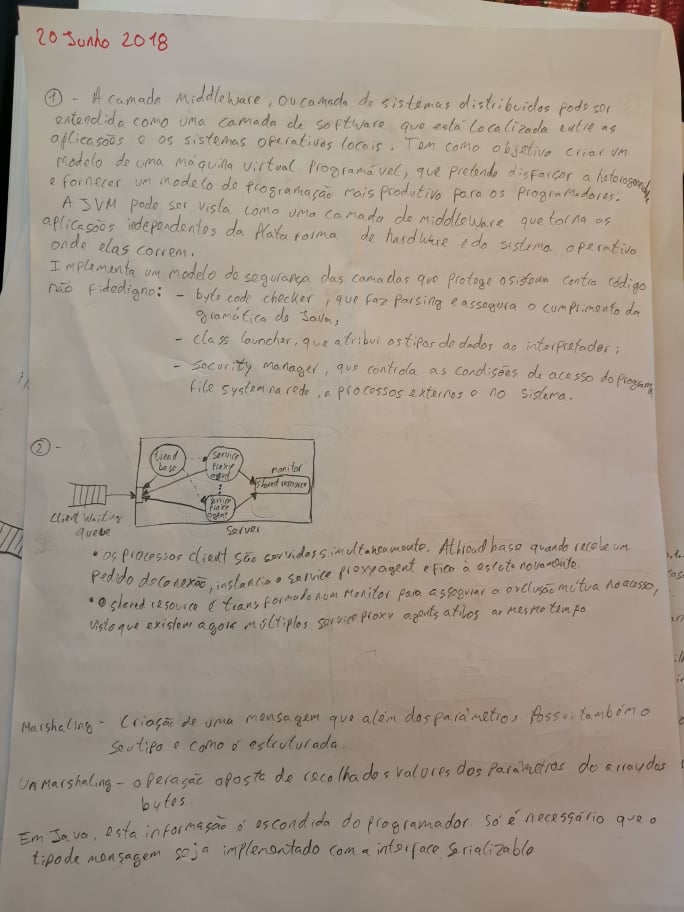 20 Junho 2018
① - A camada Middleware, ou camada de sistemas distribuidos pode ser
entendida como uma camada de software que está localizada entre as
aplicasões e os sistemas operativos locais. Tem como objetivo criar um
modelo de uma máquina virtual programável, que pretende disfarçar a heterogeneidade
e fornecer um modelo de programação mais produtivo para os programadores.
A JVM pode ser vista como uma camada de middleware que torna as
aplicações independentes da plataforma de hardware e do sistema operativo
onde elas correm.
Implementa um modelo de segurança das camadas que protege o sistema contra código
não fidedigno: - byte code checker, que faz parsing e assegura o cumprimento da
gramática de Java;
- class launcher, que atribui os tipos de dados ao interpretador;
- security manager, que controla as condições de acesso do programa
file system na rede, a processos externos e no sistema.
② -
tread base
service proxy agent
service proxy agent
monitor
shared resource
Client Waiting
queue
Server
• os processos client são servidos simultaneamente. A thread base quando recebe um
pedido de conexão, instancia o service proxy agent e fica à escuta novamente.
• O shared resource é transformado num monitor para assegurar a exclusão mútua no acesso,
visto que existem agora múltiplos service proxy agents ativos ao mesmo tempo
Marshaling - Criação de uma mensagem que além dos parâmetros possui também o
seu tipo e como é estruturada.
UnMarshaling - operação oposta de recolha dos valores dos parâmetros do array dos
bytes.
Em Java, esta informação é escondida do programador. só é necessário que o
tipo de mensagem seja implementado com a interface serializable